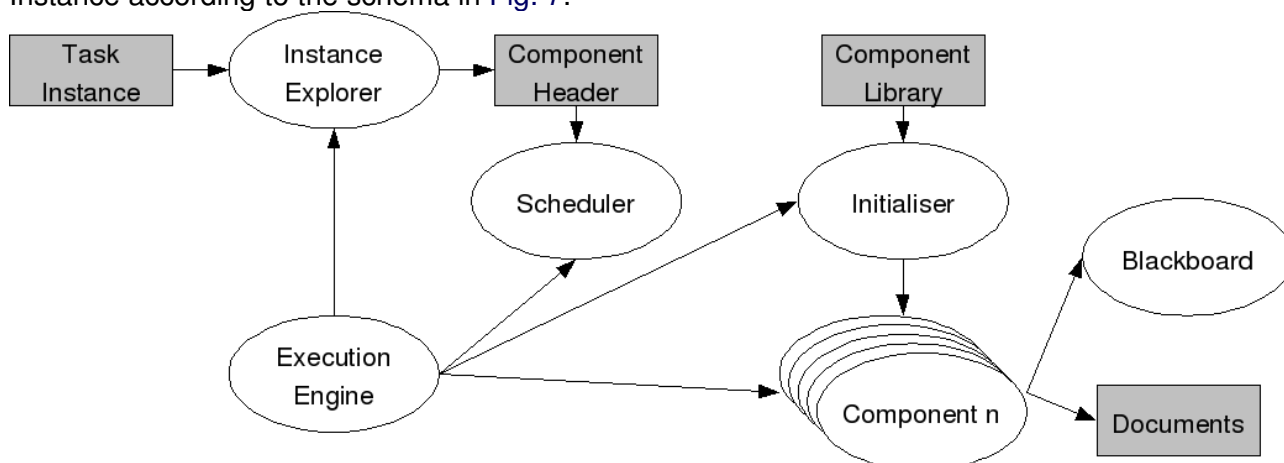 Instance according to the schema in Fig. 7.
Task
Instance
Instance
Explorer
Component
Header
Component
Library
Scheduler
Initialiser
Blackboard
Execution
Engine
Component n
Documents